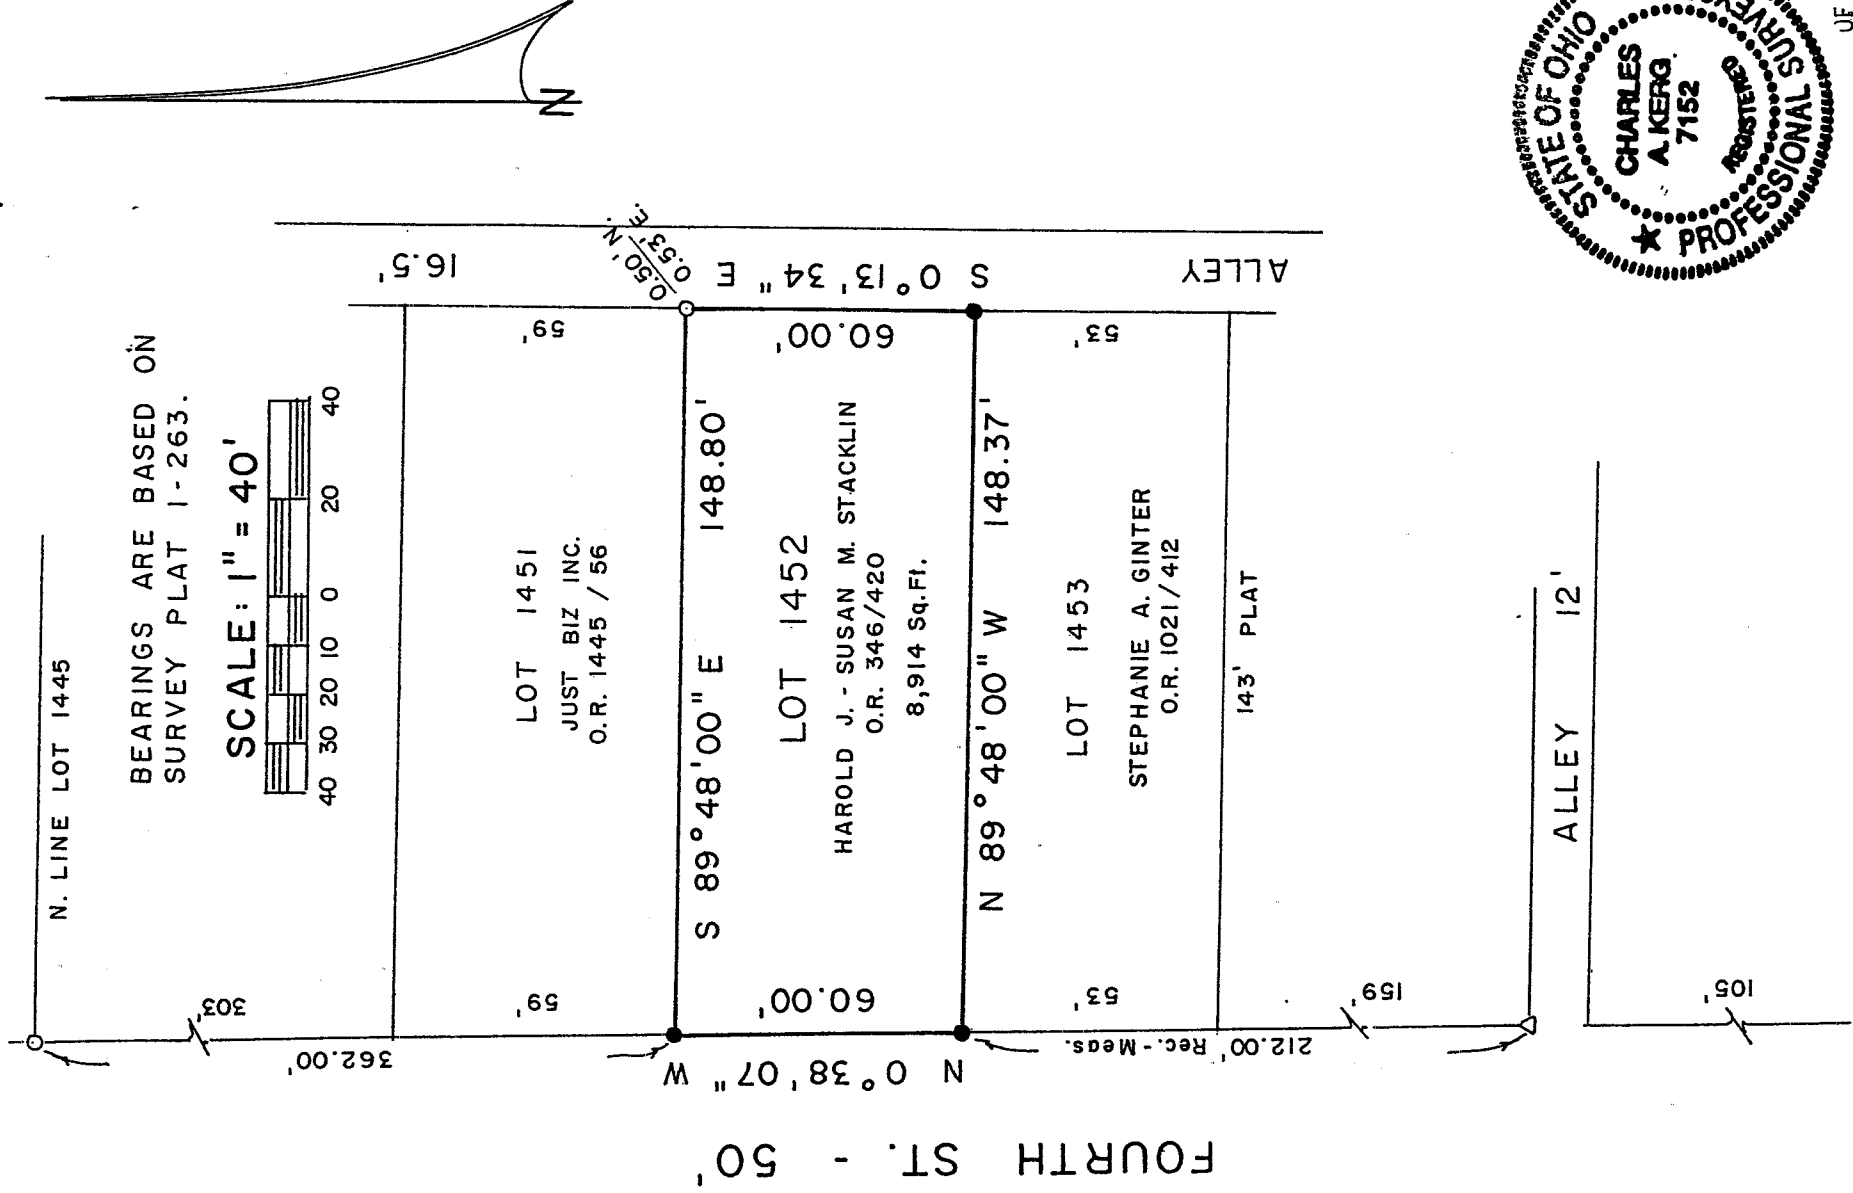 N
N. LINE LOT 1445
BEARINGS ARE BASED ON
SURVEY PLAT 1-263.
SCALE: 1" = 40'
40 30 20 10 0 20 40
303'
362.00'
16.5'
59'
LOT 1451
JUST BIZ INC.
O.R. 1445 / 56
59'
0.50' N.
0.53' E.
S 89° 48' 00" E 148.80'
S 0° 13' 34" E
60.00'
LOT 1452
HAROLD J. - SUSAN M. STACKLIN
O.R. 346/420
8,914 Sq.Ft.
60.00'
N 0° 38' 07" W
N 89° 48' 00" W 148.37'
ALLEY
53'
LOT 1453
STEPHANIE A. GINTER
O.R. 1021/412
53'
143' PLAT
212.00' Rec.-Meas.
159'
ALLEY 12'
105'
FOURTH ST. - 50'
STATE OF OHIO
CHARLES
A. KERG
7152
REGISTERED
PROFESSIONAL